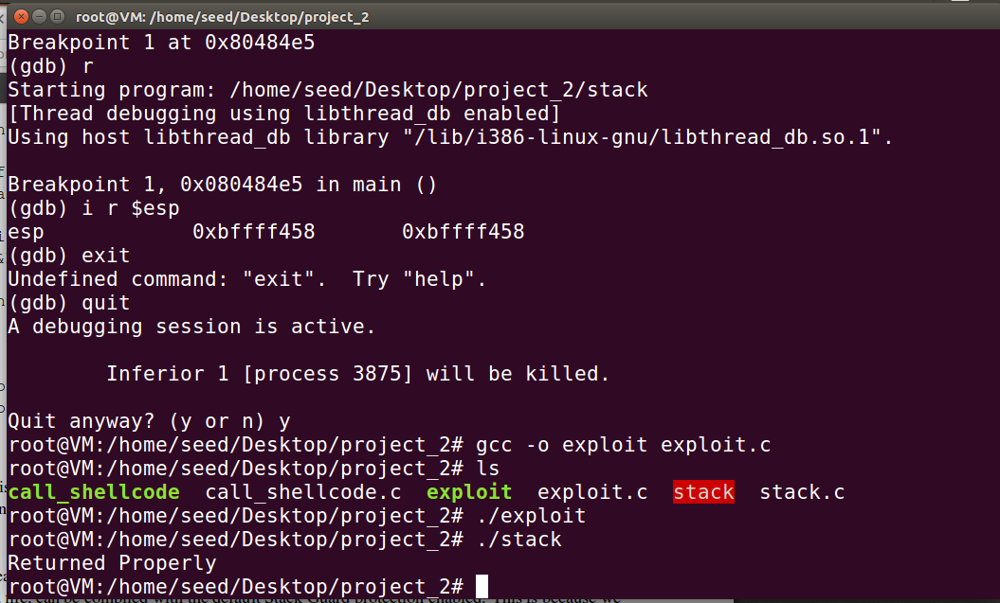 root@VM: /home/seed/Desktop/project_2
Breakpoint 1 at 0x80484e5
(gdb) r
Starting program: /home/seed/Desktop/project_2/stack
[Thread debugging using libthread_db enabled]
Using host libthread_db library "/lib/i386-linux-gnu/libthread_db.so.1".
Breakpoint 1, 0x080484e5 in main ()
(gdb) i r $esp
esp            0xbffff458       0xbffff458
(gdb) exit
Undefined command: "exit".  Try "help".
(gdb) quit
A debugging session is active.
        Inferior 1 [process 3875] will be killed.
Quit anyway? (y or n) y
root@VM:/home/seed/Desktop/project_2# gcc -o exploit exploit.c
root@VM:/home/seed/Desktop/project_2# ls
call_shellcode  call_shellcode.c  exploit  exploit.c  stack  stack.c
root@VM:/home/seed/Desktop/project_2# ./exploit
root@VM:/home/seed/Desktop/project_2# ./stack
Returned Properly
root@VM:/home/seed/Desktop/project_2#